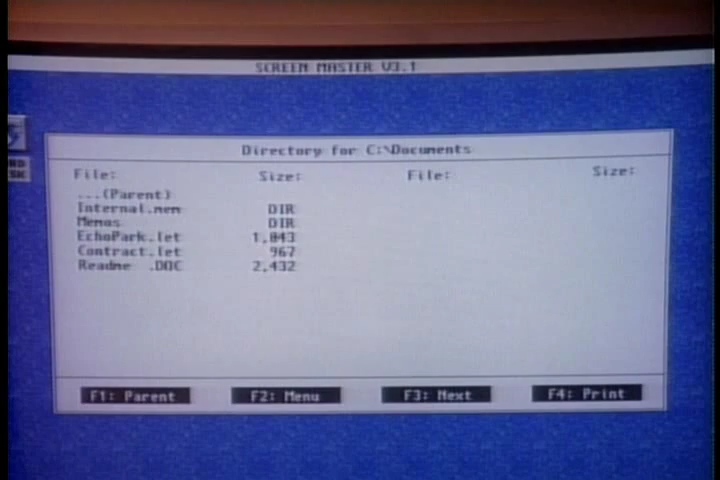 SCREEN MASTER V3.1
Directory for C:\Documents
File: Size: File: Size:
...(Parent)
Internal.mem DIR
Memos DIR
EchoPark.let 1,843
Contract.let 967
Readme .DOC 2,432
F1: Parent F2: Menu F3: Next F4: Print